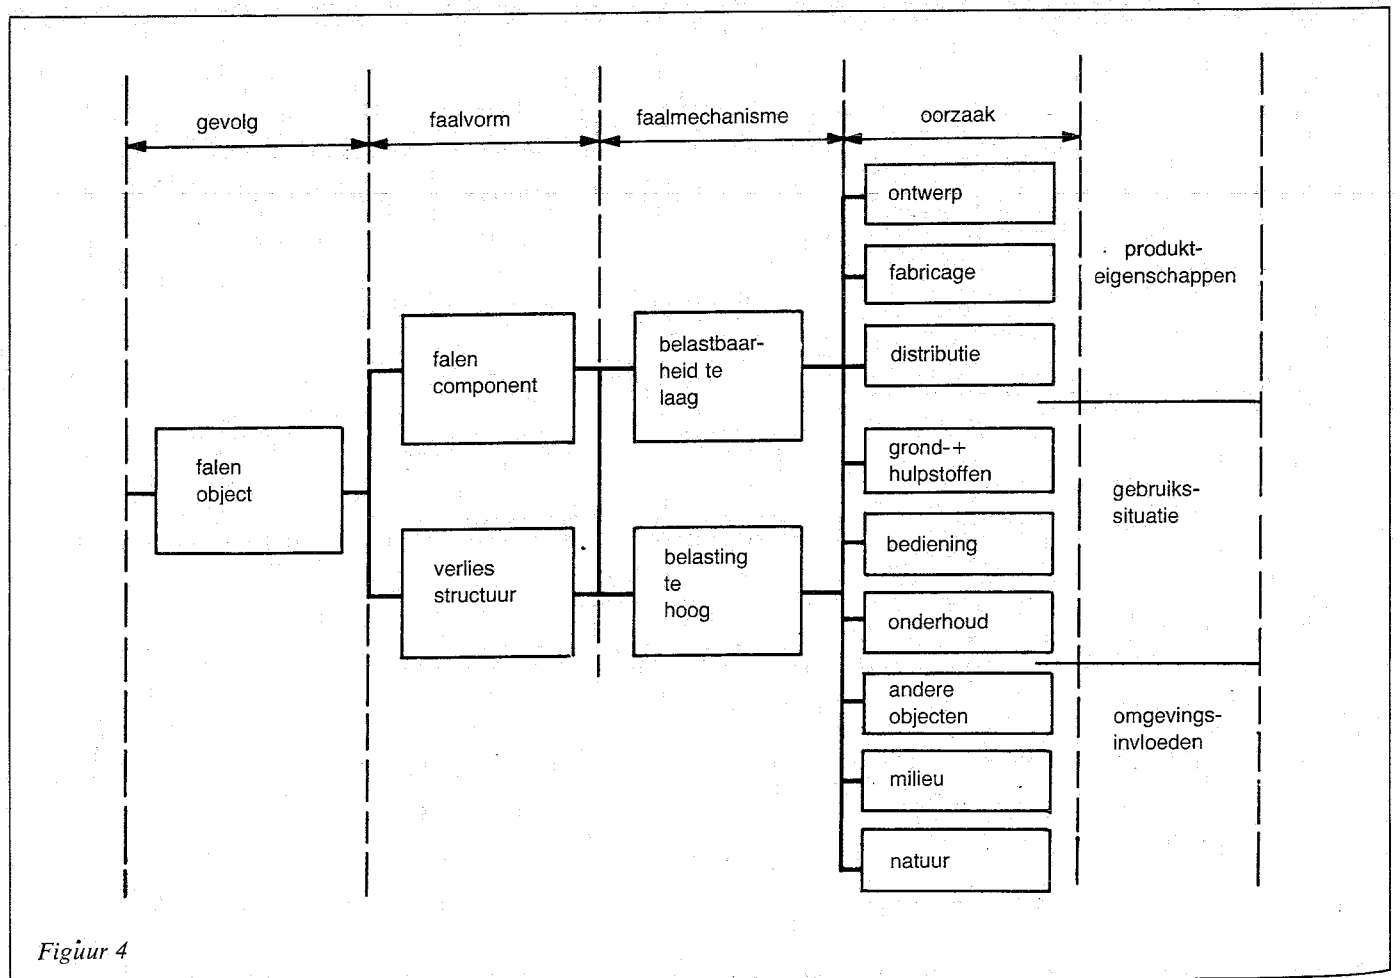 gevolg
faalvorm
faalmechanisme
oorzaak
falen
object
falen
component
verlies
structuur
belastbaar-
heid te
laag
belasting
te
hoog
ontwerp
fabricage
distributie
grond-+
hulpstoffen
bediening
onderhoud
andere
objecten
milieu
natuur
produkt-
eigenschappen
gebruiks-
situatie
omgevings-
invloeden
Figuur 4